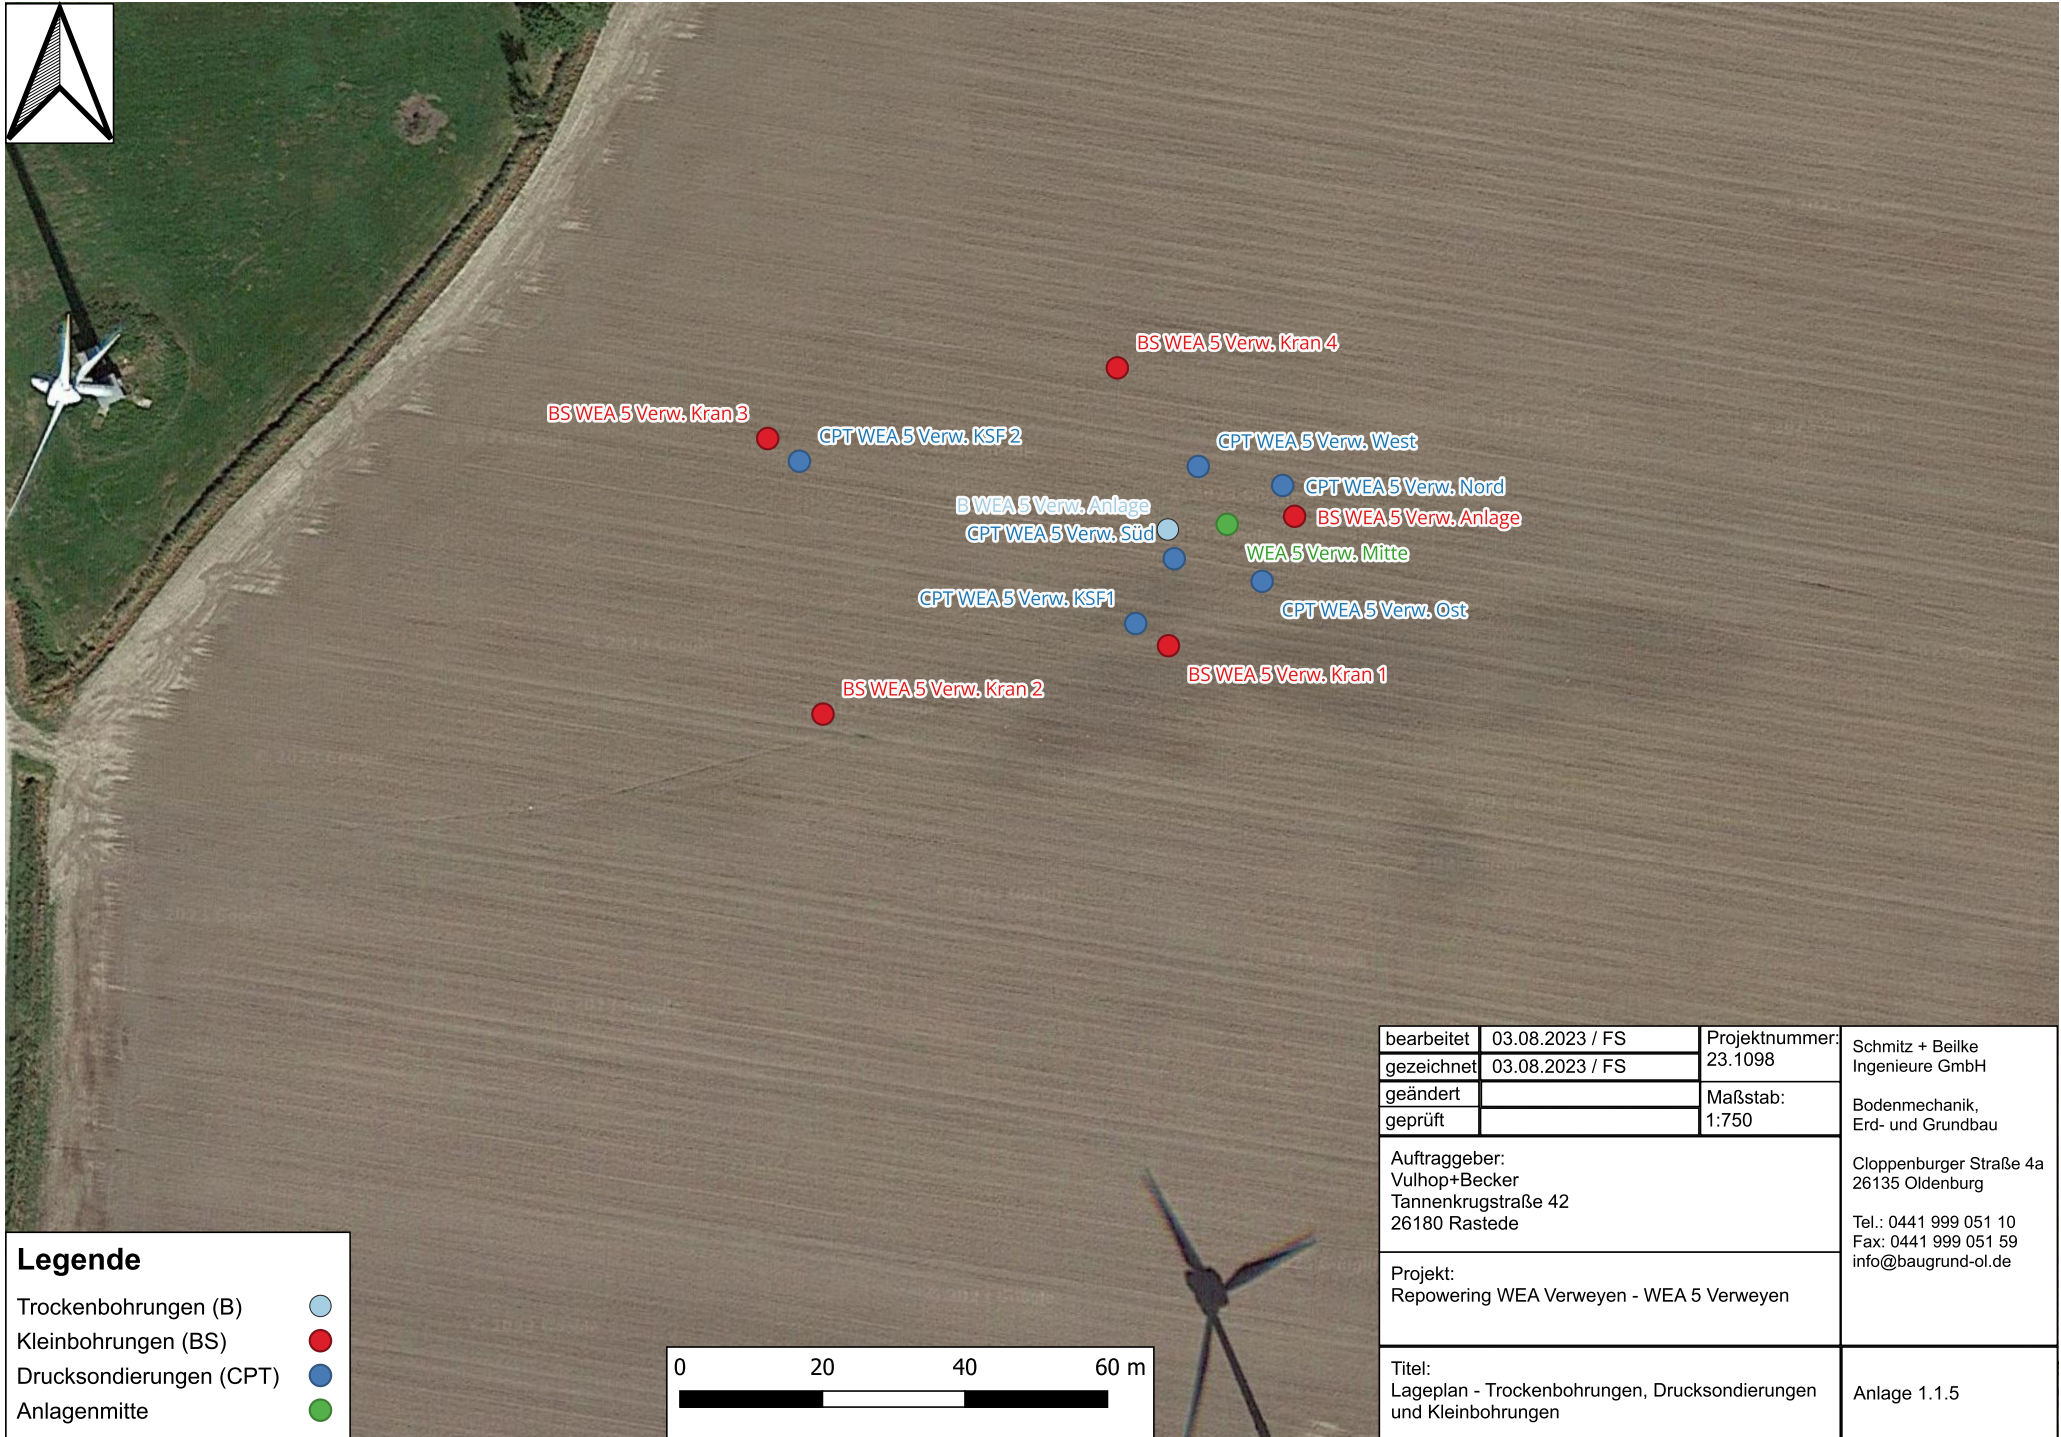 BS WEA 5 Verw. Kran 4
BS WEA 5 Verw. Kran 3
CPT WEA 5 Verw. KSF 2
CPT WEA 5 Verw. West
CPT WEA 5 Verw. Nord
B WEA 5 Verw. Anlage
BS WEA 5 Verw. Anlage
CPT WEA 5 Verw. Süd
WEA 5 Verw. Mitte
CPT WEA 5 Verw. KSF1
CPT WEA 5 Verw. Ost
BS WEA 5 Verw. Kran 1
BS WEA 5 Verw. Kran 2
Legende
Trockenbohrungen (B)
Kleinbohrungen (BS)
Drucksondierungen (CPT)
Anlagenmitte
0 20 40 60 m
bearbeitet 03.08.2023 / FS
gezeichnet 03.08.2023 / FS
geändert
geprüft
Projektnummer:
23.1098
Maßstab:
1:750
Auftraggeber:
Vulhop+Becker
Tannenkrugstraße 42
26180 Rastede
Projekt:
Repowering WEA Verweyen - WEA 5 Verweyen
Titel:
Lageplan - Trockenbohrungen, Drucksondierungen
und Kleinbohrungen
Schmitz + Beilke
Ingenieure GmbH
Bodenmechanik,
Erd- und Grundbau
Cloppenburger Straße 4a
26135 Oldenburg
Tel.: 0441 999 051 10
Fax: 0441 999 051 59
info@baugrund-ol.de
Anlage 1.1.5